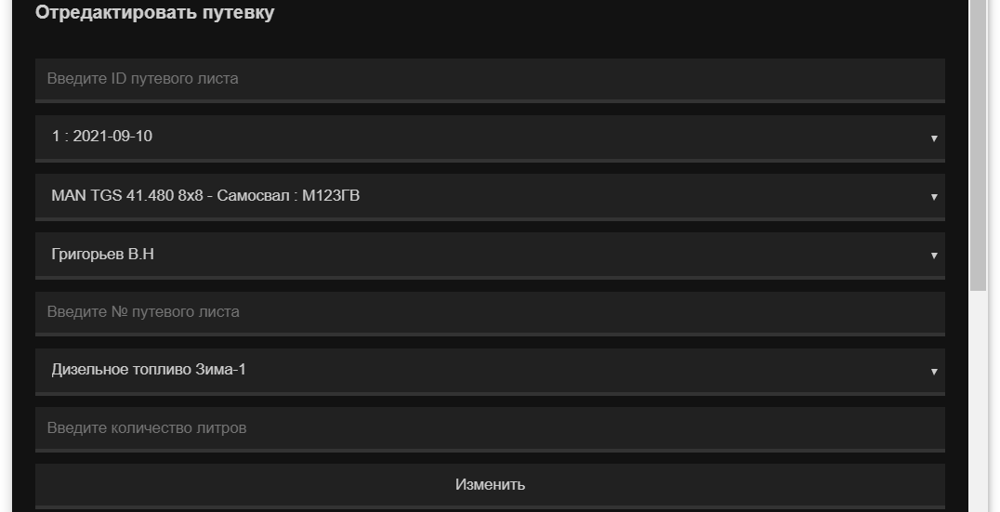 Отредактировать путевку
Введите ID путевого листа
1 : 2021-09-10
MAN TGS 41.480 8x8 - Самосвал : М123ГВ
Григорьев В.Н
Введите № путевого листа
Дизельное топливо Зима-1
Введите количество литров
Изменить